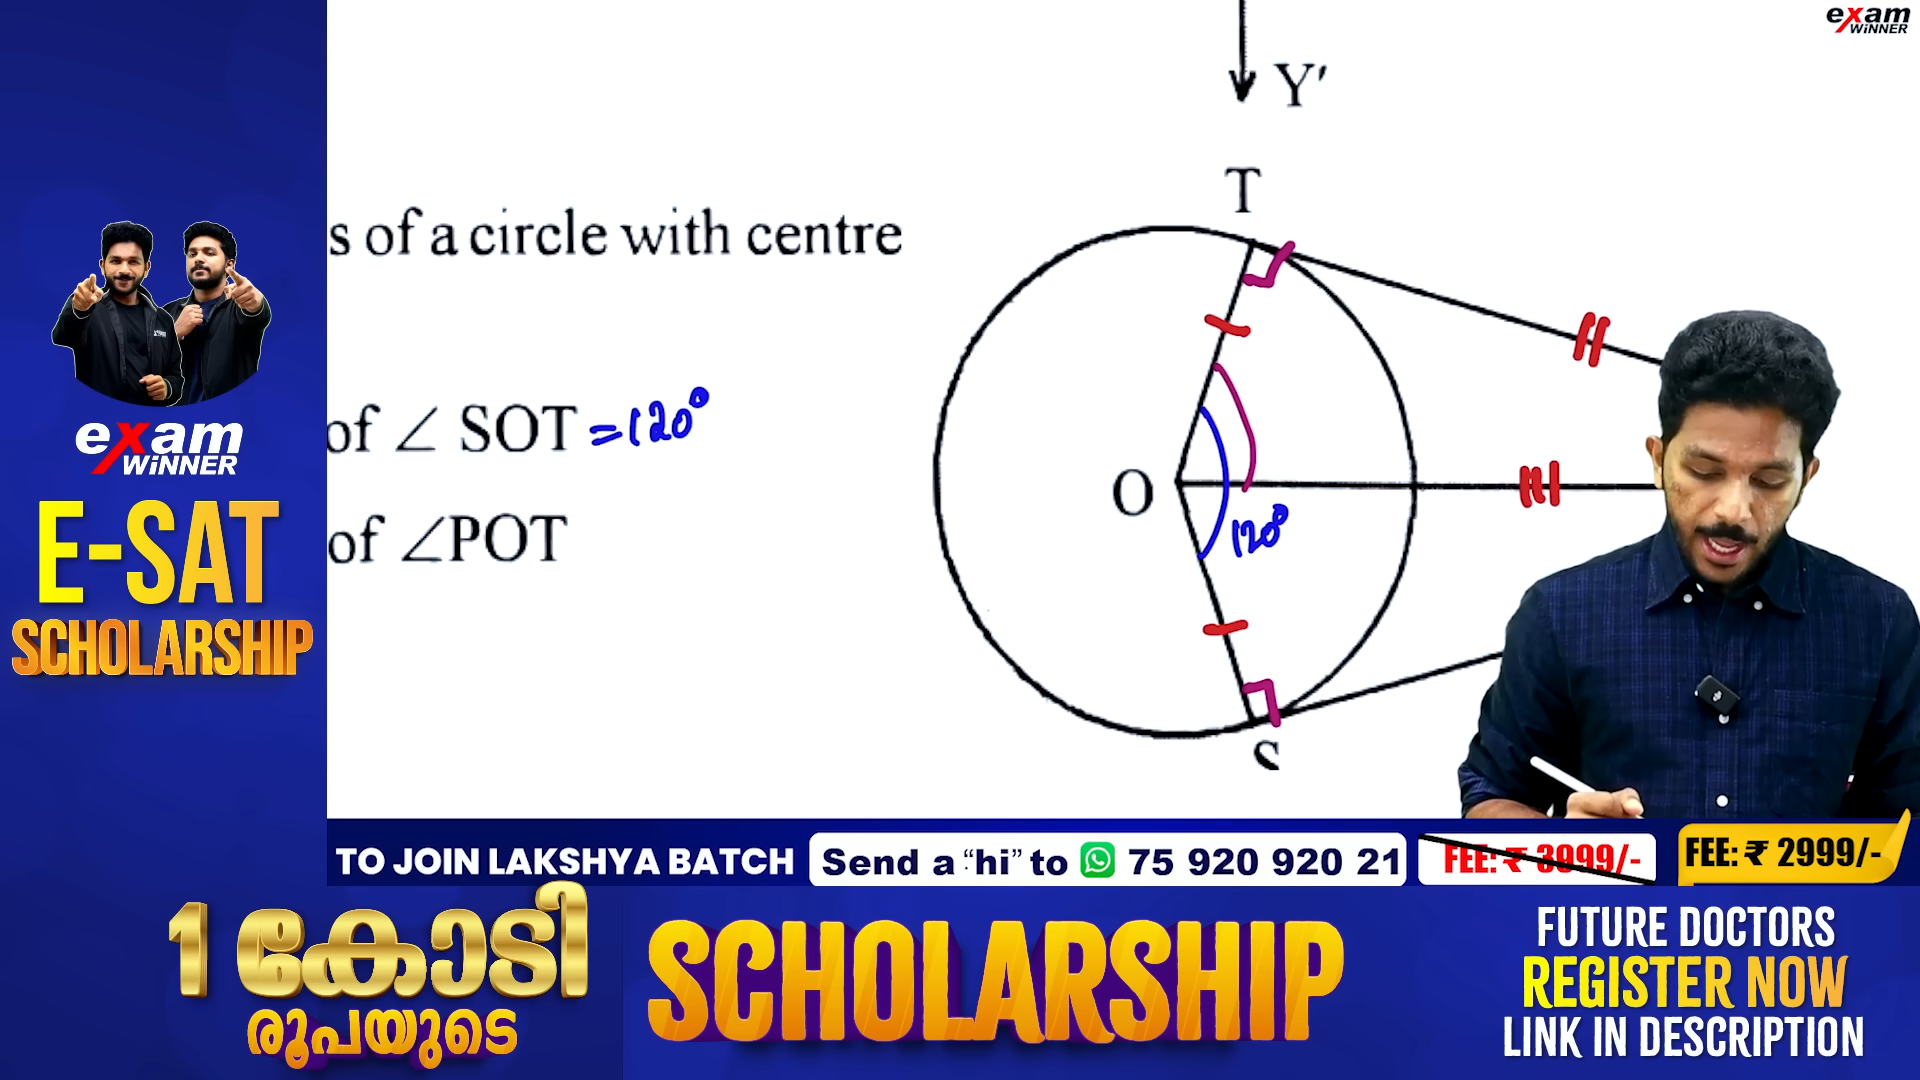 exam
WiNNER
Y′
T
s of a circle with centre
of ∠ SOT = 120°
O
120°
of ∠POT
S
exam
WiNNER
E-SAT
SCHOLARSHIP
TO JOIN LAKSHYA BATCH
Send a “hi” to 75 920 920 21
FEE: ₹ 3999/-
FEE: ₹ 2999/-
1 കോടി
രൂപയുടെ
SCHOLARSHIP
FUTURE DOCTORS
REGISTER NOW
LINK IN DESCRIPTION